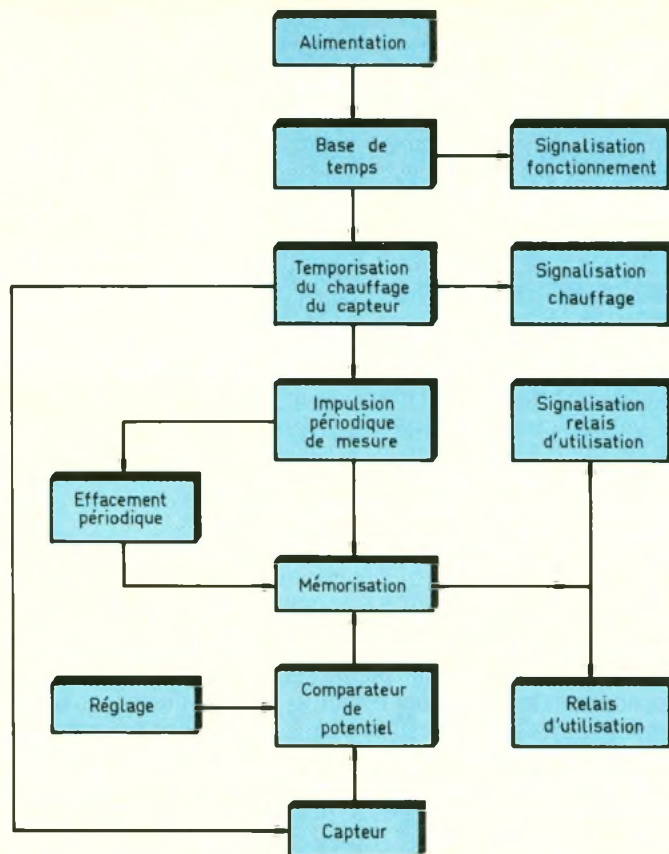 Alimentation
Base de
temps
Signalisation
fonctionnement
Temporisation
du chauffage
du capteur
Signalisation
chauffage
Impulsion
périodique
de mesure
Signalisation
relais
d'utilisation
Effacement
périodique
Mémorisation
Réglage
Comparateur
de
potentiel
Relais
d'utilisation
Capteur